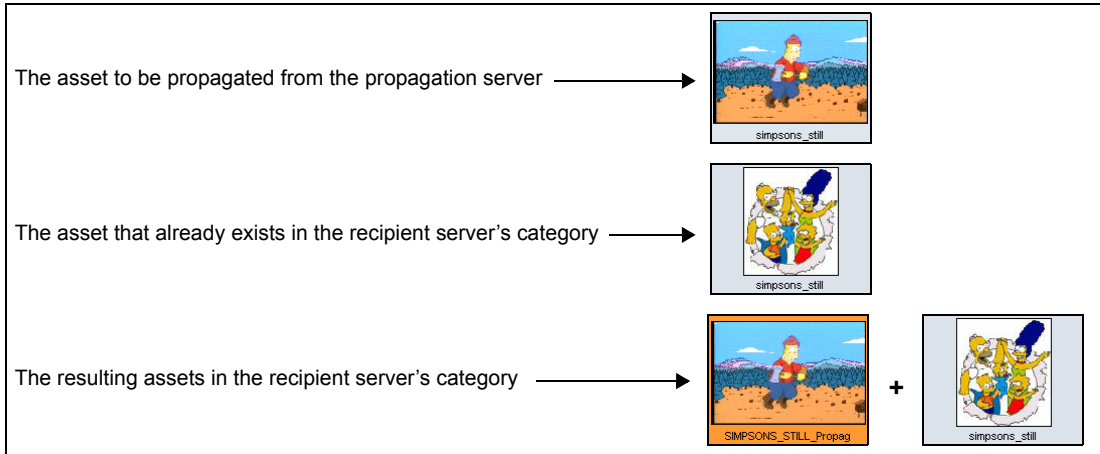 The asset to be propagated from the propagation server
simpsons_still
The asset that already exists in the recipient server’s category
simpsons_still
The resulting assets in the recipient server’s category
+
SIMPSONS_STILL_Propag
simpsons_still